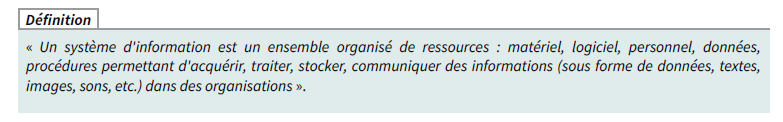 Définition
« Un système d'information est un ensemble organisé de ressources : matériel, logiciel, personnel, données,
procédures permettant d'acquérir, traiter, stocker, communiquer des informations (sous forme de données, textes,
images, sons, etc.) dans des organisations ».